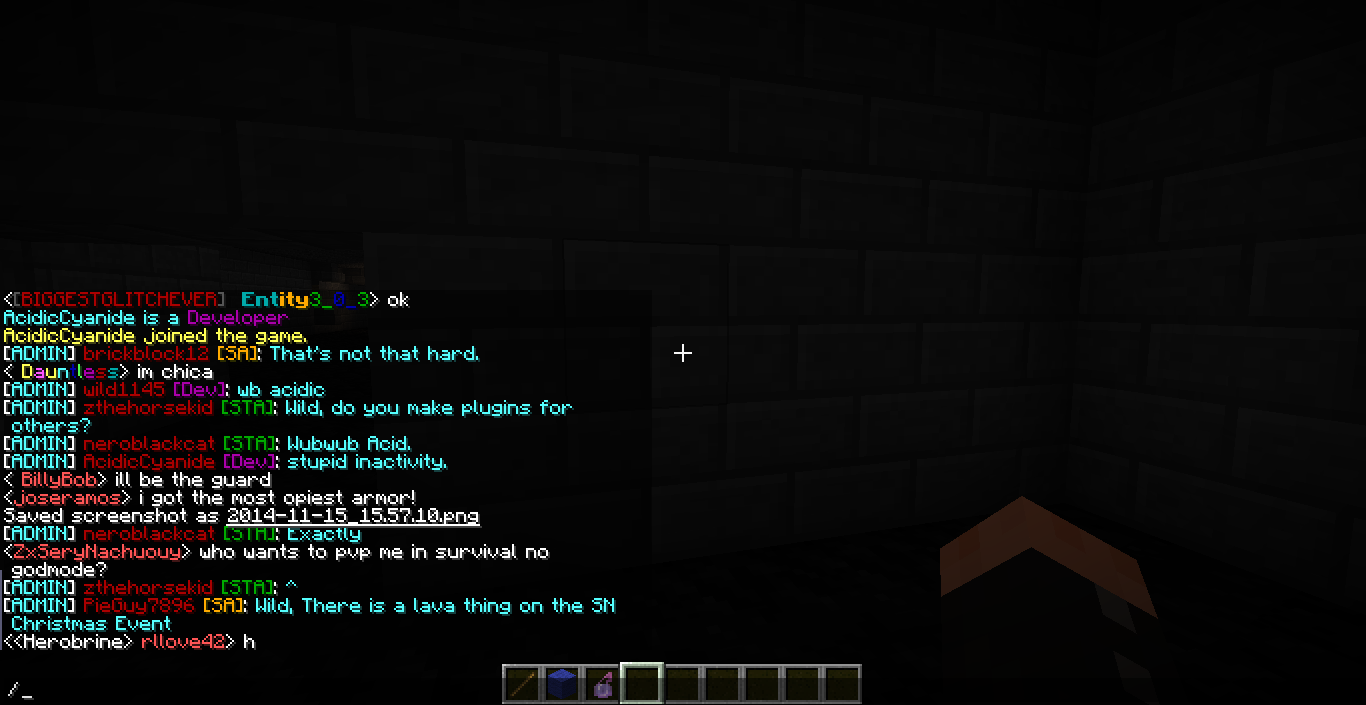 <[BIGGESTGLITCHEVER] Entity3_0_3> ok
AcidicCyanide is a Developer
AcidicCyanide joined the game.
[ADMIN] brickblock12 [SA]: That's not that hard.
< Dauntless> im chica
[ADMIN] wild1145 [Dev]: wb acidic
[ADMIN] zthehorsekid [STA]: Wild, do you make plugins for
others?
[ADMIN] neroblackcat [STA]: Wubwub Acid.
[ADMIN] AcidicCyanide [Dev]: stupid inactivity.
< BillyBob> ill be the guard
<joseramos> i got the most opiest armor!
Saved screenshot as 2014-11-15_15.57.10.png
[ADMIN] neroblackcat [STA]: Exactly
<ZxSeryNachuouy> who wants to pvp me in survival no
godmode?
[ADMIN] zthehorsekid [STA]: ^
[ADMIN] PieGuy7896 [SA]: Wild, There is a lava thing on the SN
Christmas Event
<<Herobrine> rllove42> h
/_